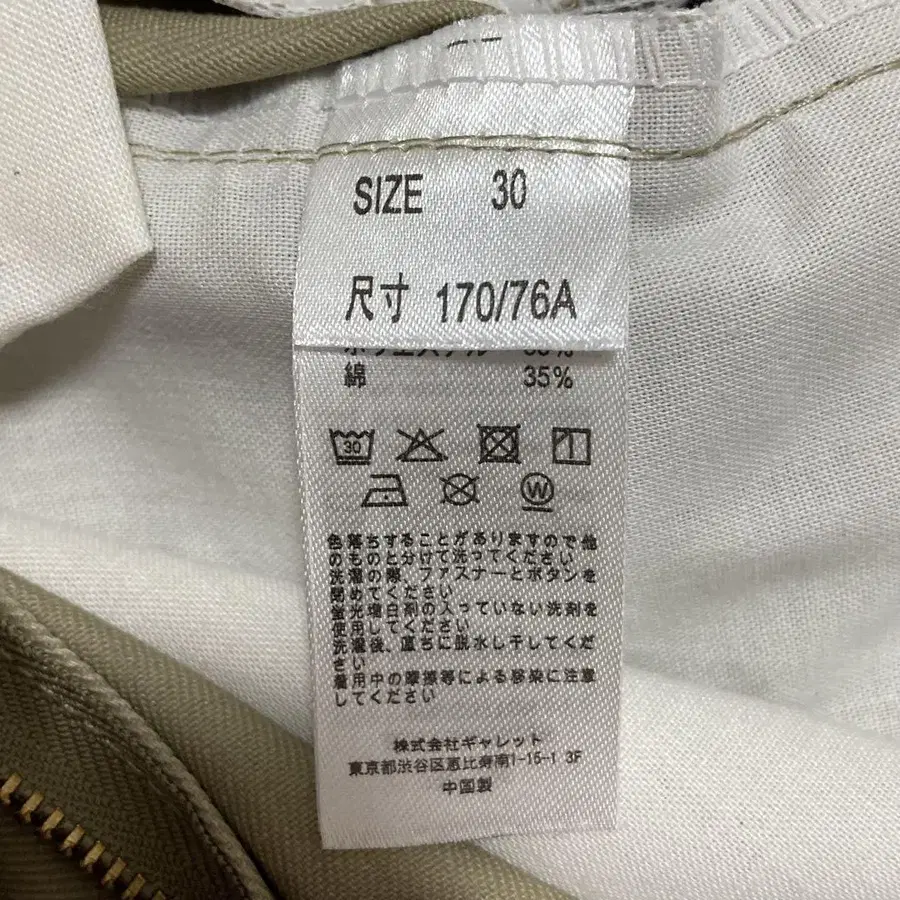 SIZE 30
尺寸 170/76A
綿 35%
30
W
色落ちすることがありますので他
のものと分けて洗ってください
洗濯の際、ファスナーとボタンを
閉めてください
蛍光増白剤の入っていない洗剤を
使用してください
洗濯後、直ちに脱水し干してくだ
さい
着用中の摩擦等による移染に注意
してください
株式会社ギャレット
東京都渋谷区恵比寿南1-15-1 3F
中国製